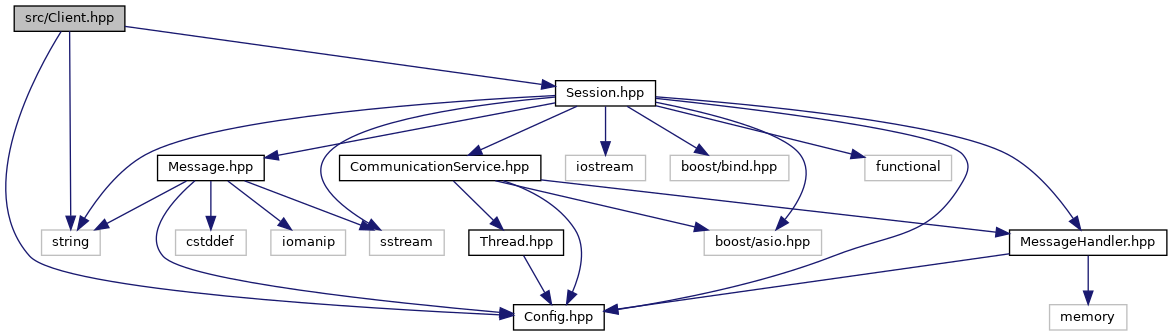 src/Client.hpp
Session.hpp
Message.hpp
CommunicationService.hpp
iostream
boost/bind.hpp
functional
string
cstddef
iomanip
sstream
Thread.hpp
boost/asio.hpp
MessageHandler.hpp
Config.hpp
memory